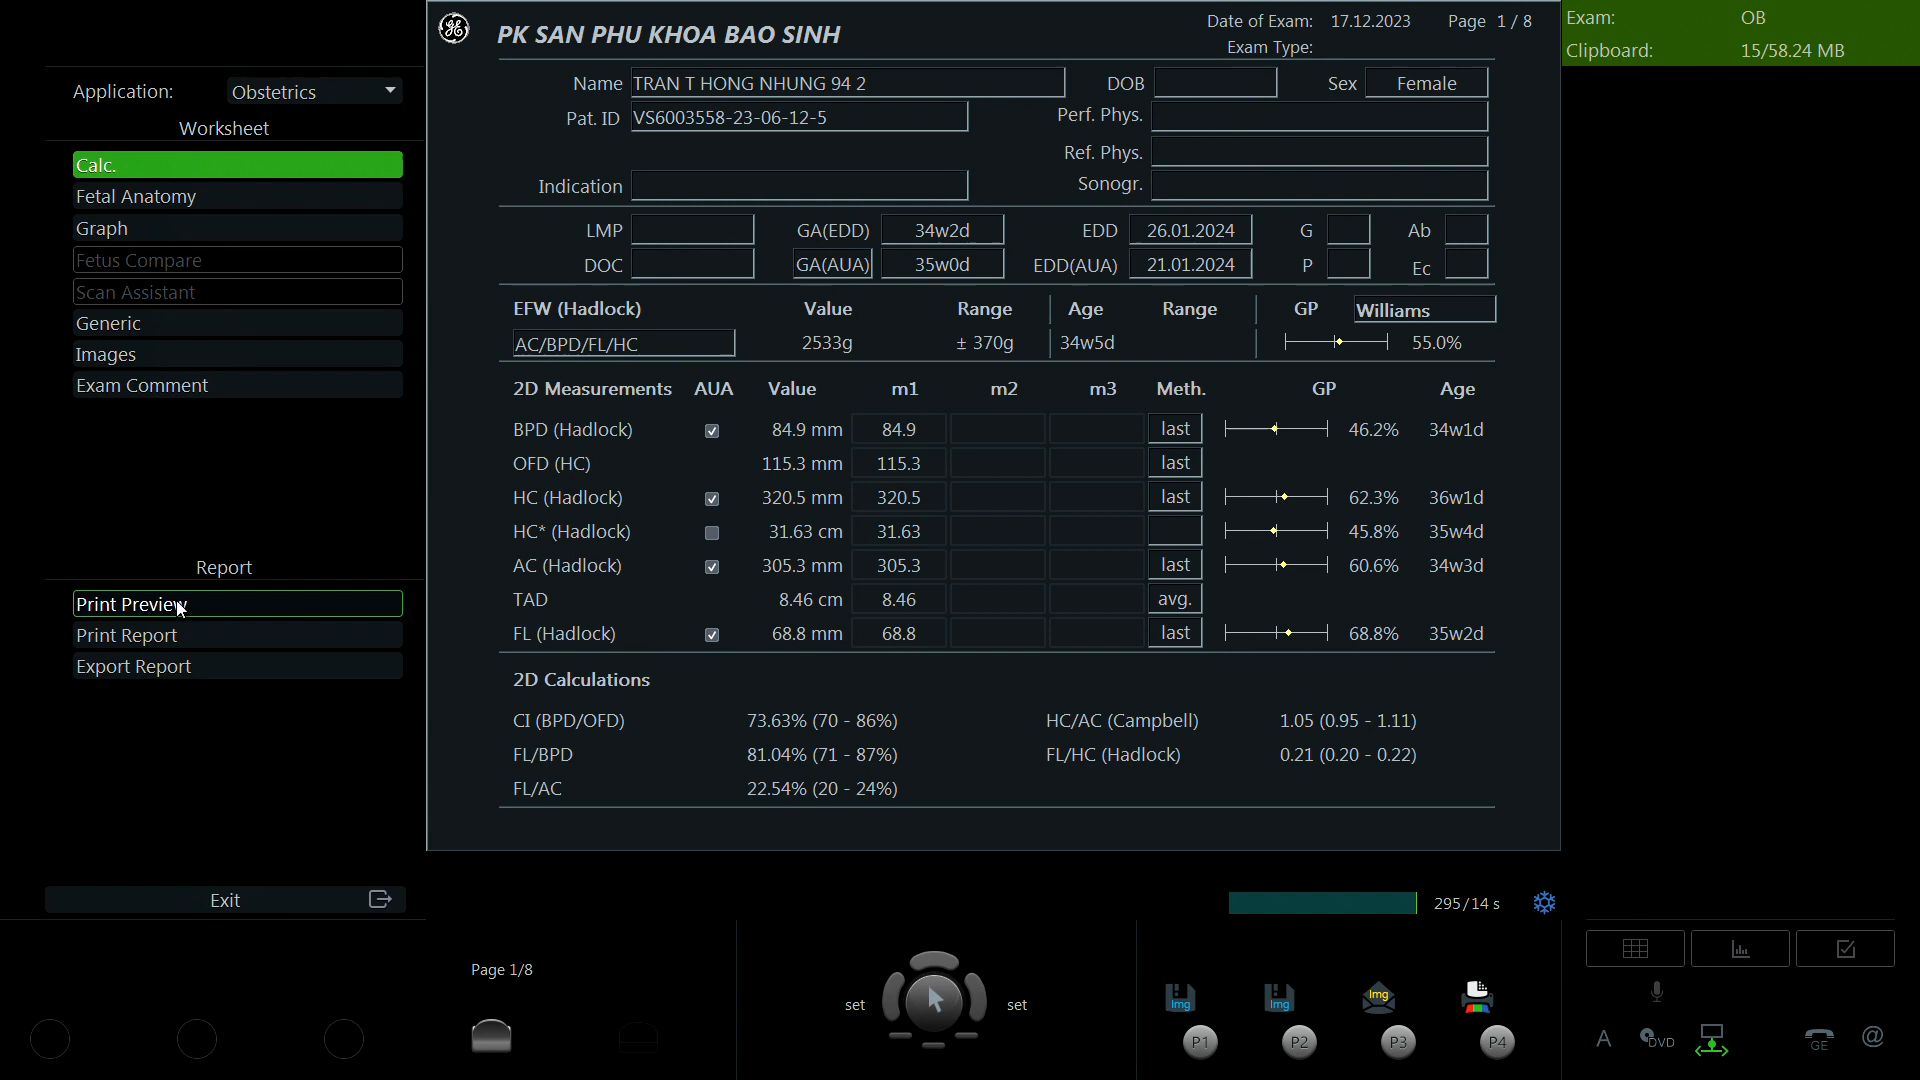 Application: Obstetrics
Worksheet
Calc.
Fetal Anatomy
Graph
Fetus Compare
Scan Assistant
Generic
Images
Exam Comment
Report
Print Preview
Print Report
Export Report
Exit
PK SAN PHU KHOA BAO SINH
Date of Exam: 17.12.2023 Page 1 / 8
Exam Type:
Name TRAN T HONG NHUNG 94 2 DOB Sex Female
Pat. ID VS6003558-23-06-12-5 Perf. Phys.
Ref. Phys.
Indication Sonogr.
LMP GA(EDD) 34w2d EDD 26.01.2024 G Ab
DOC GA(AUA) 35w0d EDD(AUA) 21.01.2024 P Ec
EFW (Hadlock) Value Range Age Range GP Williams
AC/BPD/FL/HC 2533g ± 370g 34w5d 55.0%
2D Measurements AUA Value m1 m2 m3 Meth. GP Age
BPD (Hadlock) 84.9 mm 84.9 last 46.2% 34w1d
OFD (HC) 115.3 mm 115.3 last
HC (Hadlock) 320.5 mm 320.5 last 62.3% 36w1d
HC* (Hadlock) 31.63 cm 31.63 45.8% 35w4d
AC (Hadlock) 305.3 mm 305.3 last 60.6% 34w3d
TAD 8.46 cm 8.46 avg.
FL (Hadlock) 68.8 mm 68.8 last 68.8% 35w2d
2D Calculations
CI (BPD/OFD) 73.63% (70 - 86%) HC/AC (Campbell) 1.05 (0.95 - 1.11)
FL/BPD 81.04% (71 - 87%) FL/HC (Hadlock) 0.21 (0.20 - 0.22)
FL/AC 22.54% (20 - 24%)
Exam: OB
Clipboard: 15/58.24 MB
295/14 s
Page 1/8
set set
Img Img Img
P1 P2 P3 P4
A DVD GE @